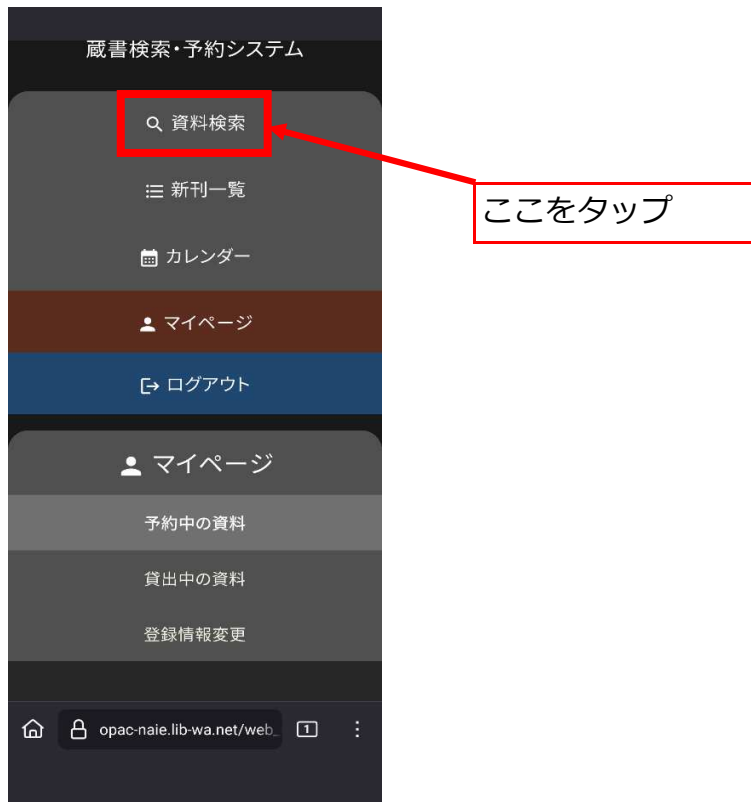 蔵書検索・予約システム
資料検索
新刊一覧
ここをタップ
カレンダー
マイページ
ログアウト
マイページ
予約中の資料
貸出中の資料
登録情報変更
opac-naie.lib-wa.net/web_
1